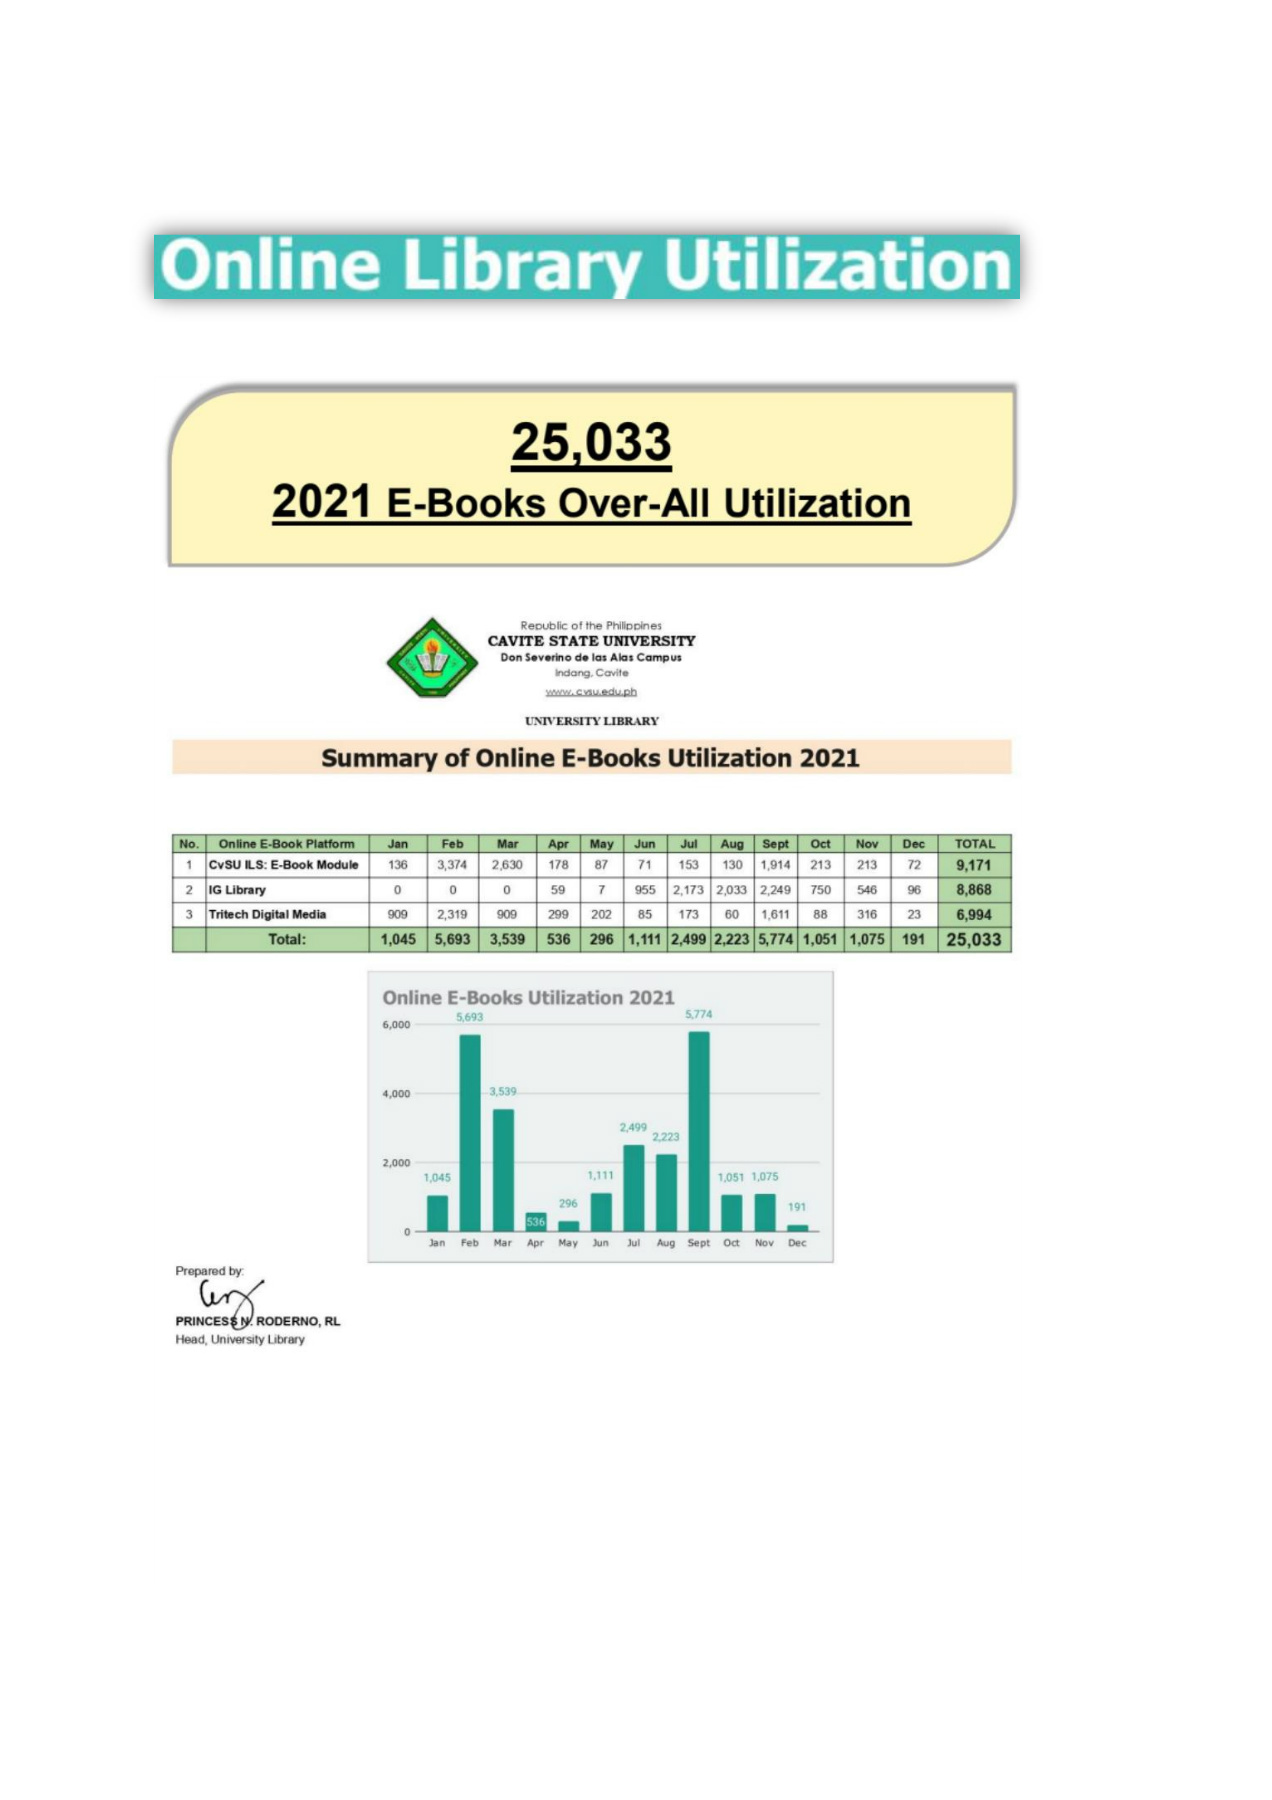 Online Library Utilization
25,033
2021 E-Books Over-All Utilization
Republic of the Philippines
CAVITE STATE UNIVERSITY
Don Severino de las Alas Campus
Indang, Cavite
www.cvsu.edu.ph
UNIVERSITY LIBRARY
Summary of Online E-Books Utilization 2021
No. Online E-Book Platform Jan Feb Mar Apr May Jun Jul Aug Sept Oct Nov Dec TOTAL
1 CvSU ILS: E-Book Module 136 3,374 2,630 178 87 71 153 130 1,914 213 213 72 9,171
2 IG Library 0 0 0 59 7 955 2,173 2,033 2,249 750 546 96 8,868
3 Tritech Digital Media 909 2,319 909 299 202 85 173 60 1,611 88 316 23 6,994
Total: 1,045 5,693 3,539 536 296 1,111 2,499 2,223 5,774 1,051 1,075 191 25,033
Online E-Books Utilization 2021
6,000
4,000
2,000
0
1,045 5,693 3,539 536 296 1,111 2,499 2,223 5,774 1,051 1,075 191
Jan Feb Mar Apr May Jun Jul Aug Sept Oct Nov Dec
Prepared by:
PRINCESS N. RODERNO, RL
Head, University Library